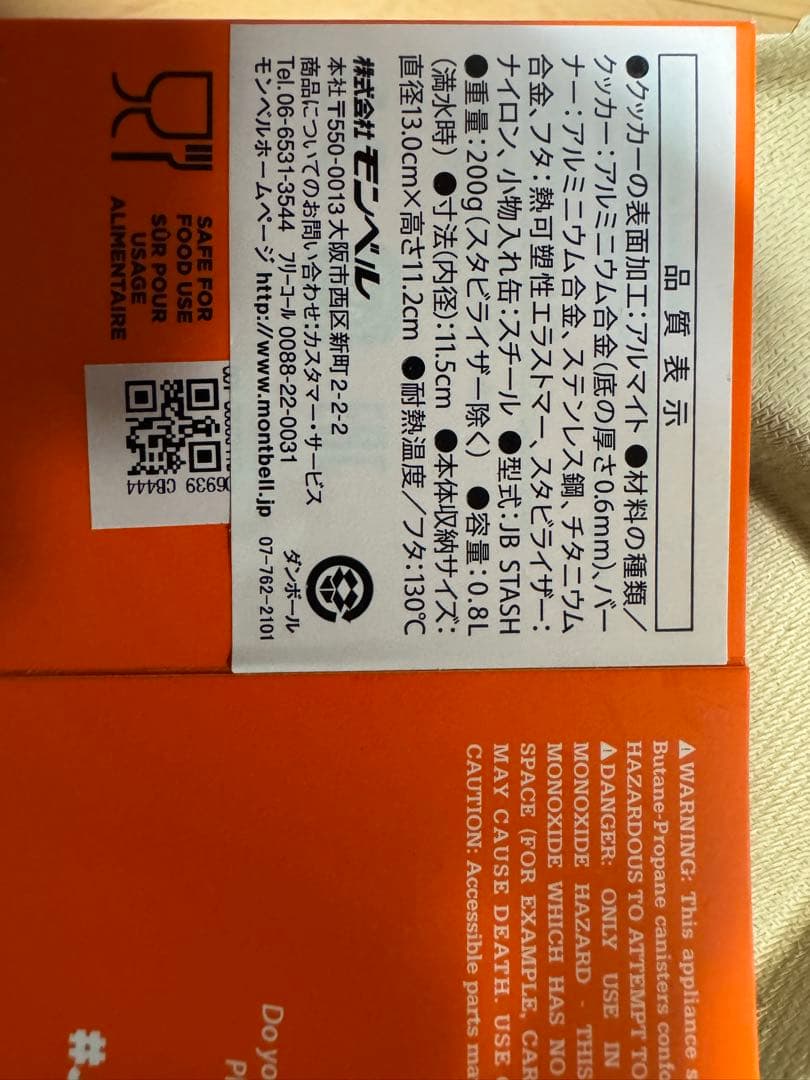 品質表示
●クッカーの表面加工：アルマイト ●材料の種類／
クッカー：アルミニウム合金(底の厚さ0.6mm)、バー
ナー：アルミニウム合金、ステンレス鋼、チタニウム
合金、フタ：熱可塑性エラストマー、スタビライザー：
ナイロン、小物入れ缶：スチール ●型式：JB STASH
●重量：200g(スタビライザー除く) ●容量：0.8L
(満水時) ●寸法(内径)：11.5cm ●本体収納サイズ：
直径13.0cm×高さ11.2cm ●耐熱温度／フタ：130℃
株式会社 モンベル
本社 〒550-0013 大阪市西区新町2-2-2
商品についてのお問い合わせ：カスタマー・サービス
Tel.06-6531-3544 フリーコール 0088-22-0031
モンベルホームページ http://www.montbell.jp
ダンボール
07-762-2101
SAFE FOR
FOOD USE
SÛR POUR
USAGE
ALIMENTAIRE
06939 CB444
⚠WARNING: This appliance s
Butane-Propane canisters confo
HAZARDOUS TO ATTEMPT TO
⚠DANGER: ONLY USE IN
MONOXIDE HAZARD - THIS
MONOXIDE WHICH HAS NO
SPACE (FOR EXAMPLE, CAR
MAY CAUSE DEATH. USE
CAUTION: Accessible parts ma
Do yo
#